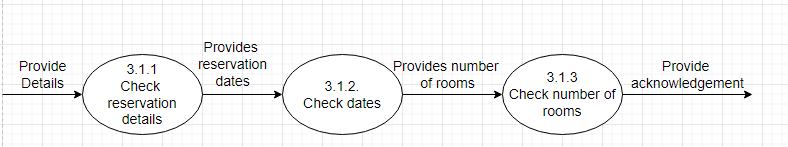 Provide
Details
3.1.1
Check
reservation
details
Provides
reservation
dates
3.1.2.
Check dates
Provides number
of rooms
3.1.3
Check number of
rooms
Provide
acknowledgement